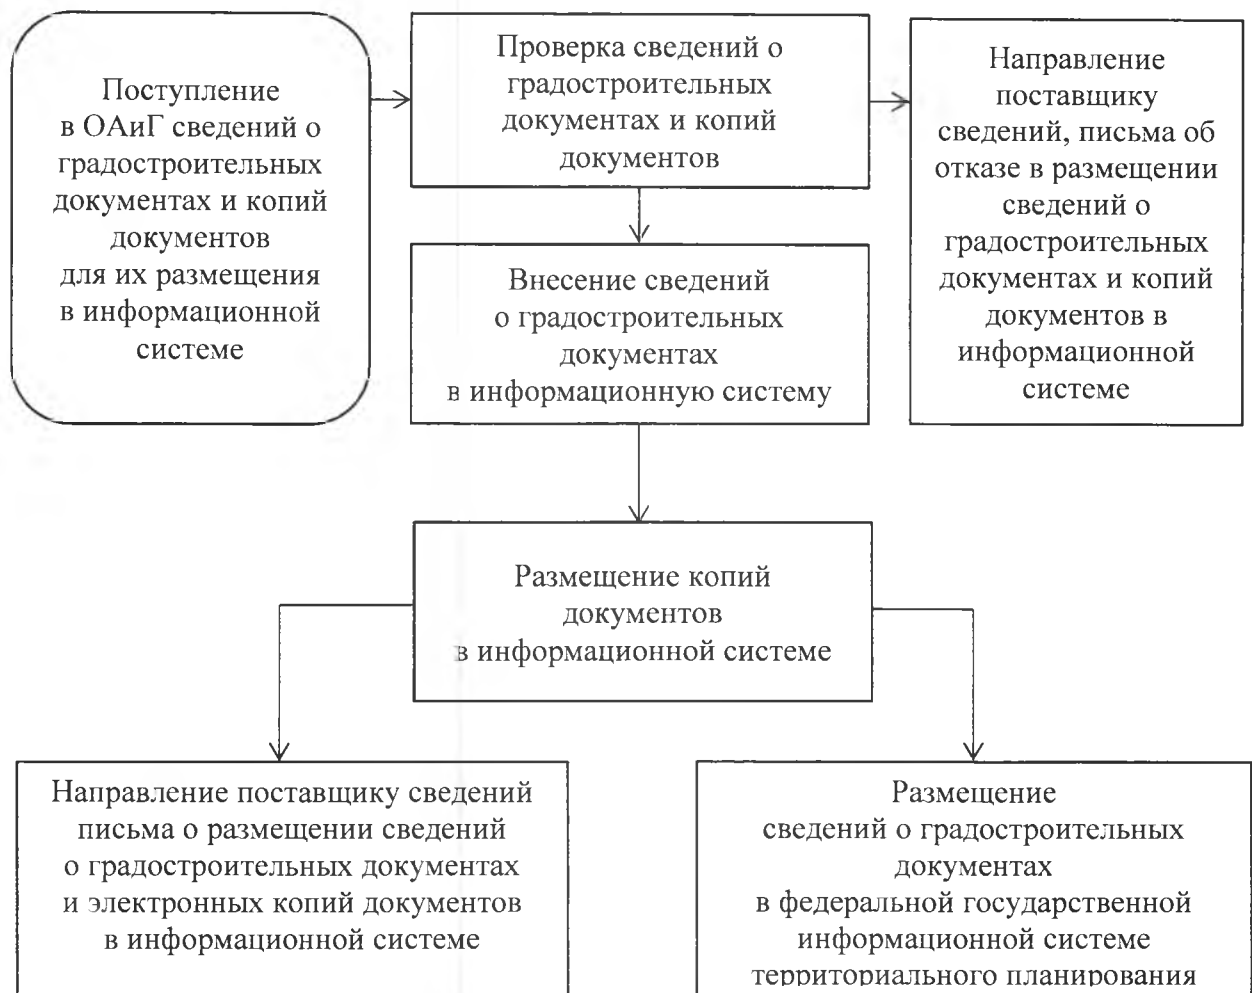 Поступление
в ОАиГ сведений о
градостроительных
документах и копий
документов
для их размещения
в информационной
системе
Проверка сведений о
градостроительных
документах и копий
документов
Направление
поставщику
сведений, письма об
отказе в размещении
сведений о
градостроительных
документах и копий
документов в
информационной
системе
Внесение сведений
о градостроительных
документах
в информационную систему
Размещение копий
документов
в информационной системе
Направление поставщику сведений
письма о размещении сведений
о градостроительных документах
и электронных копий документов
в информационной системе
Размещение
сведений о градостроительных
документах
в федеральной государственной
информационной системе
территориального планирования